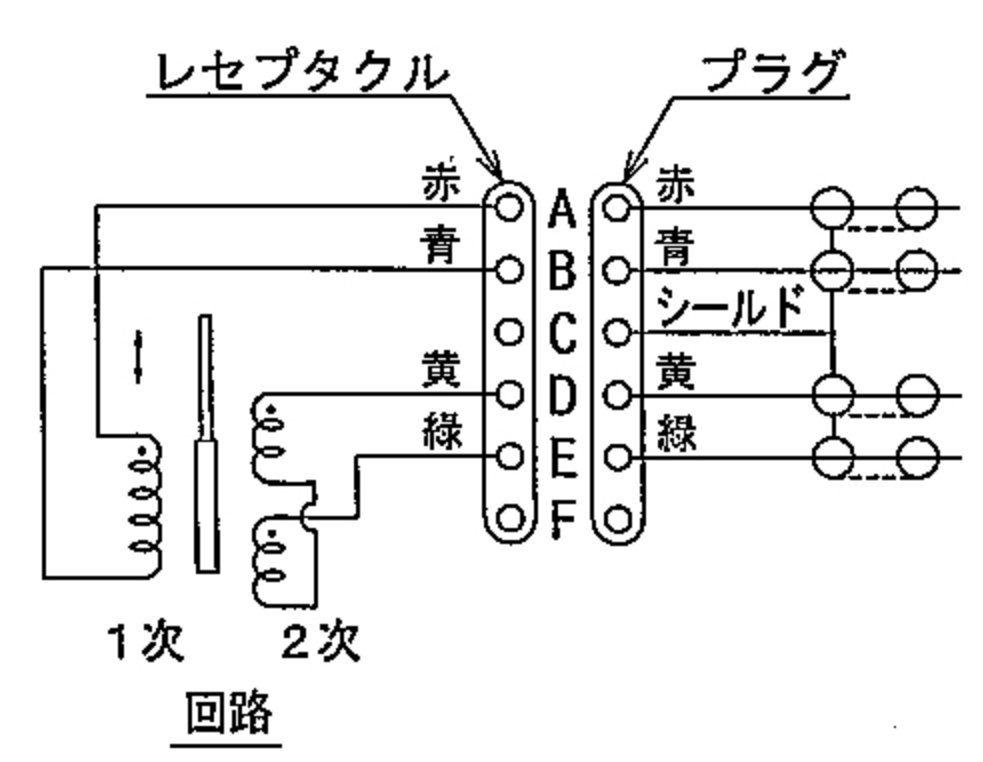 レセプタクル
プラグ
赤 A 赤
青 B 青
C シールド
黄 D 黄
緑 E 緑
F
1次 2次
回路